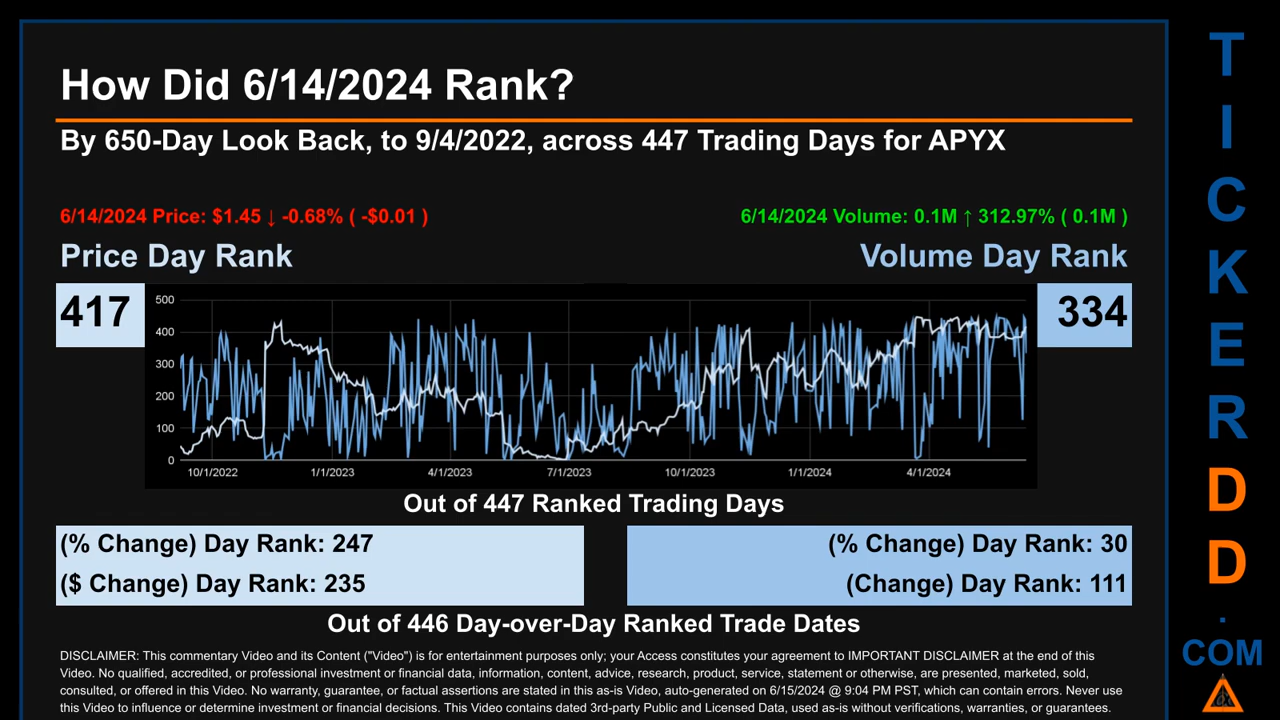 How Did 6/14/2024 Rank?
By 650-Day Look Back, to 9/4/2022, across 447 Trading Days for APYX
6/14/2024 Price: $1.45 ↓ -0.68% ( -$0.01 )
6/14/2024 Volume: 0.1M ↑ 312.97% ( 0.1M )
Price Day Rank
Volume Day Rank
417
334
500
400
300
200
100
0
10/1/2022 1/1/2023 4/1/2023 7/1/2023 10/1/2023 1/1/2024 4/1/2024
Out of 447 Ranked Trading Days
(% Change) Day Rank: 247
($ Change) Day Rank: 235
(% Change) Day Rank: 30
(Change) Day Rank: 111
Out of 446 Day-over-Day Ranked Trade Dates
DISCLAIMER: This commentary Video and its Content ("Video") is for entertainment purposes only; your Access constitutes your agreement to IMPORTANT DISCLAIMER at the end of this
Video. No qualified, accredited, or professional investment or financial data, information, content, advice, research, product, service, statement or otherwise, are presented, marketed, sold,
consulted, or offered in this Video. No warranty, guarantee, or factual assertions are stated in this as-is Video, auto-generated on 6/15/2024 @ 9:04 PM PST, which can contain errors. Never use
this Video to influence or determine investment or financial decisions. This Video contains dated 3rd-party Public and Licensed Data, used as-is without verifications, warranties, or guarantees.
T
I
C
K
E
R
D
D
.
COM